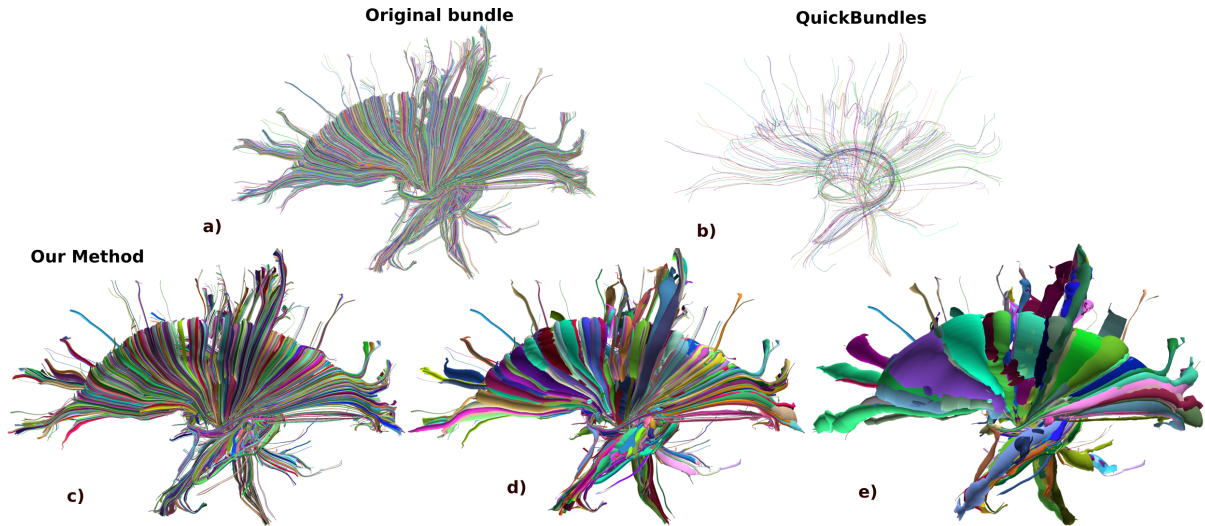 Original bundle
QuickBundles
a)
b)
Our Method
c)
d)
e)